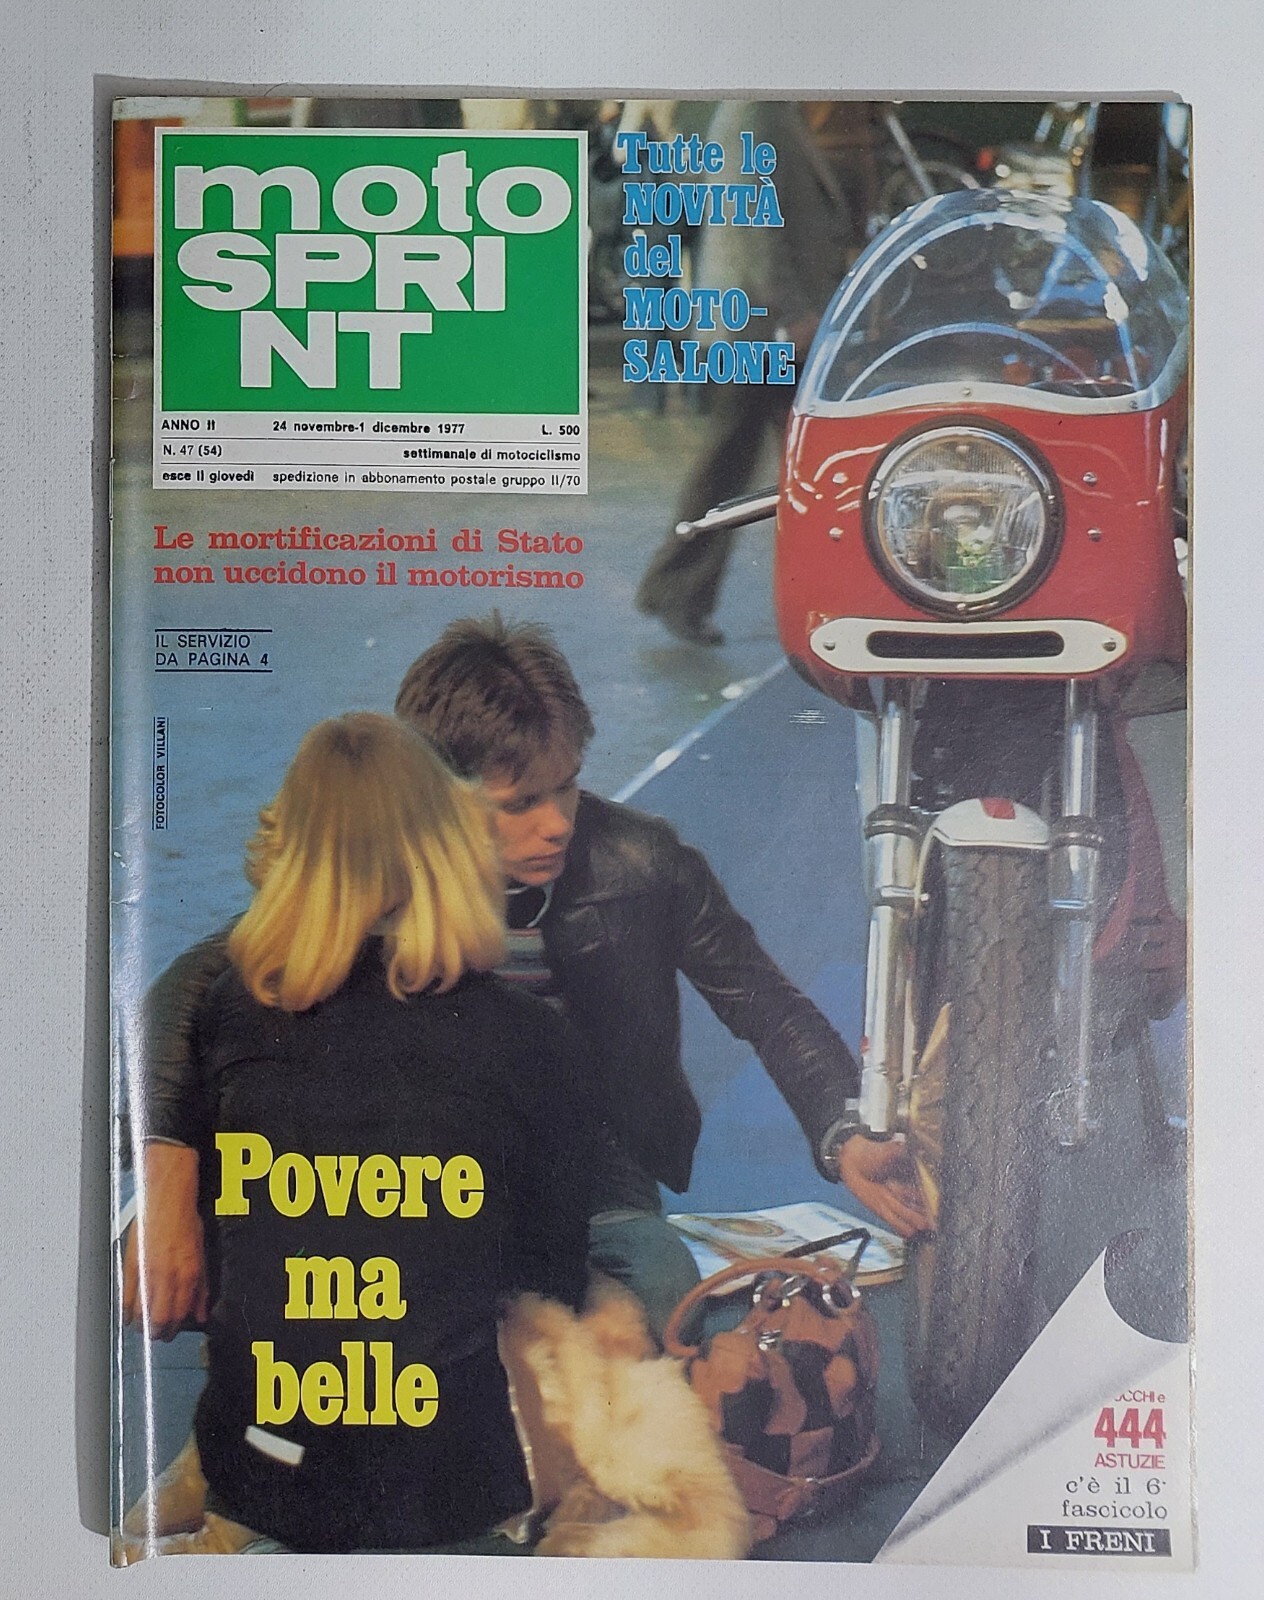 moto
SPRI
NT
ANNO II 24 novembre-1 dicembre 1977 L. 500
N. 47 (54) settimanale di motociclismo
esce il giovedì spedizione in abbonamento postale gruppo II/70
Tutte le
NOVITÀ
del
MOTO-
SALONE
Le mortificazioni di Stato
non uccidono il motorismo
IL SERVIZIO
DA PAGINA 4
FOTOCOLOR VILLANI
Povere
ma
belle
e
444
ASTUZIE
c'è il 6°
fascicolo
I FRENI